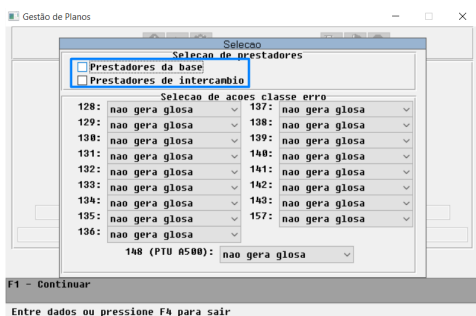 Gestão de Planos
Selecao
Selecao de prestadores
Prestadores da base
Prestadores de intercambio
Selecao de acoes classe erro
128: nao gera glosa 137: nao gera glosa
129: nao gera glosa 138: nao gera glosa
130: nao gera glosa 139: nao gera glosa
131: nao gera glosa 140: nao gera glosa
132: nao gera glosa 141: nao gera glosa
133: nao gera glosa 142: nao gera glosa
134: nao gera glosa 143: nao gera glosa
135: nao gera glosa 157: nao gera glosa
136: nao gera glosa
148 (PTU A500): nao gera glosa
F1 - Continuar
Entre dados ou pressione F4 para sair